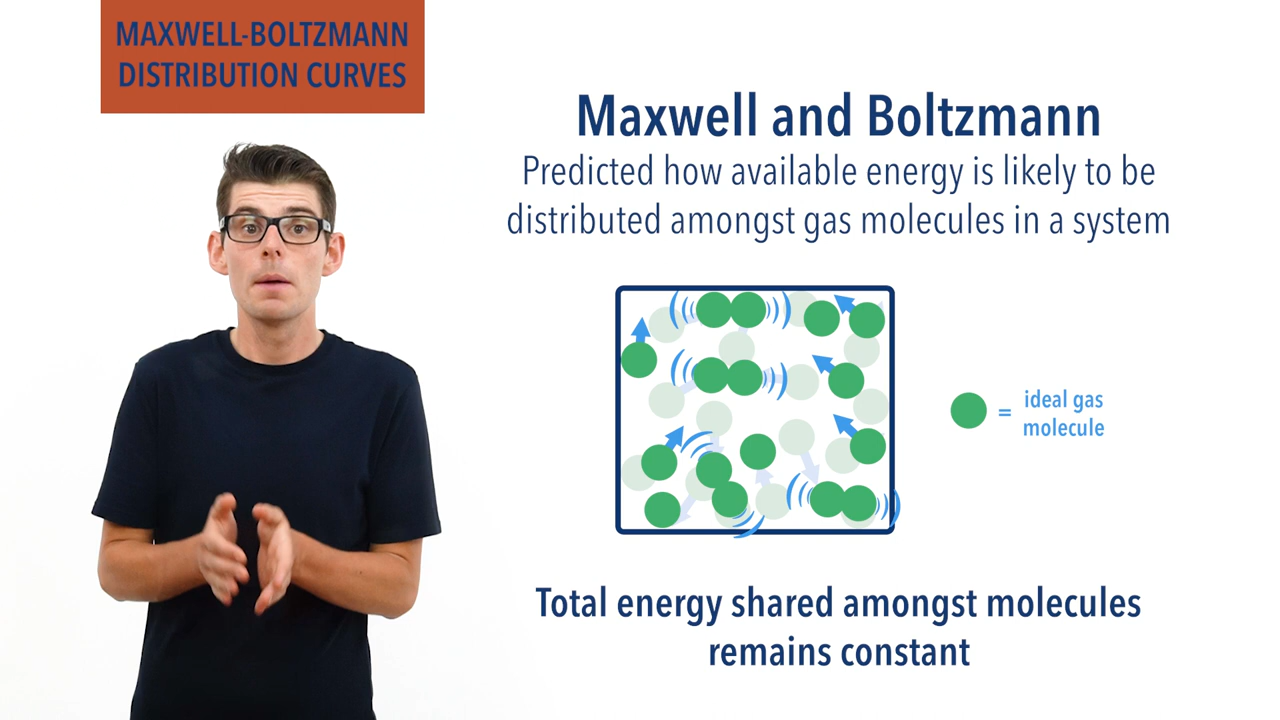 MAXWELL-BOLTZMANN
DISTRIBUTION CURVES
Maxwell and Boltzmann
Predicted how available energy is likely to be
distributed amongst gas molecules in a system
= ideal gas
molecule
Total energy shared amongst molecules
remains constant